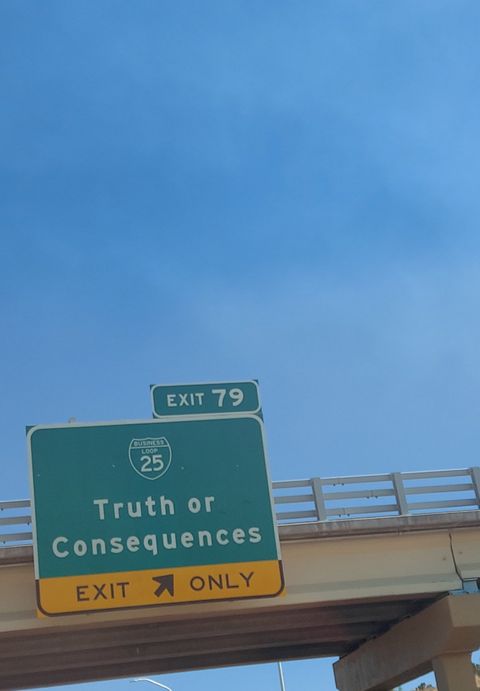 EXIT 79
BUSINESS
LOOP
25
Truth or
Consequences
EXIT ONLY